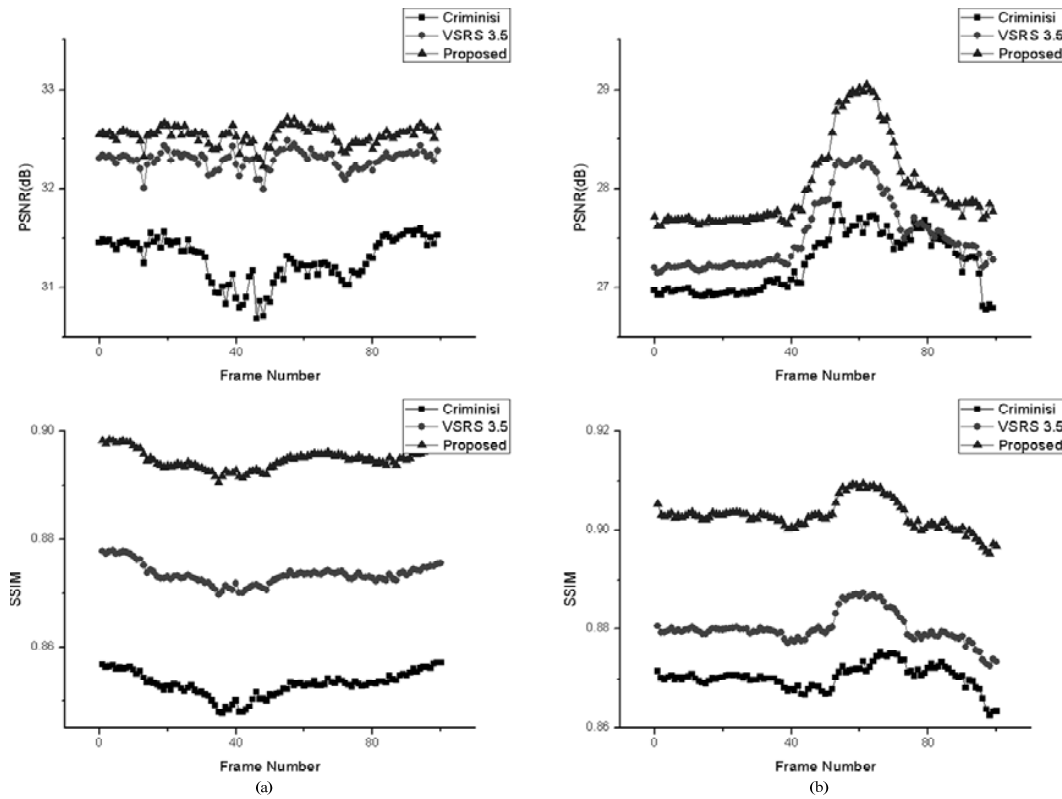 Criminisi
VSRS 3.5
Proposed
33
32
31
PSNR(dB)
0
40
80
Frame Number
Criminisi
VSRS 3.5
Proposed
29
28
27
PSNR(dB)
0
40
80
Frame Number
Criminisi
VSRS 3.5
Proposed
0.90
0.88
0.86
SSIM
0
40
80
Frame Number
(a)
Criminisi
VSRS 3.5
Proposed
0.92
0.90
0.88
0.86
SSIM
0
40
80
Frame Number
(b)